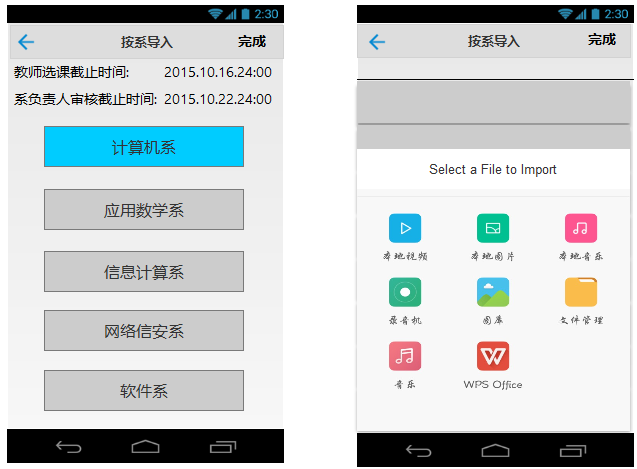 2:30
按系导入 完成
教师选课截止时间: 2015.10.16.24:00
系负责人审核截止时间: 2015.10.22.24:00
计算机系
应用数学系
信息计算系
网络信安系
软件系
2:30
按系导入 完成
Select a File to Import
本地视频 本地图片 本地音乐
录音机 图库 文件管理
音乐 WPS Office